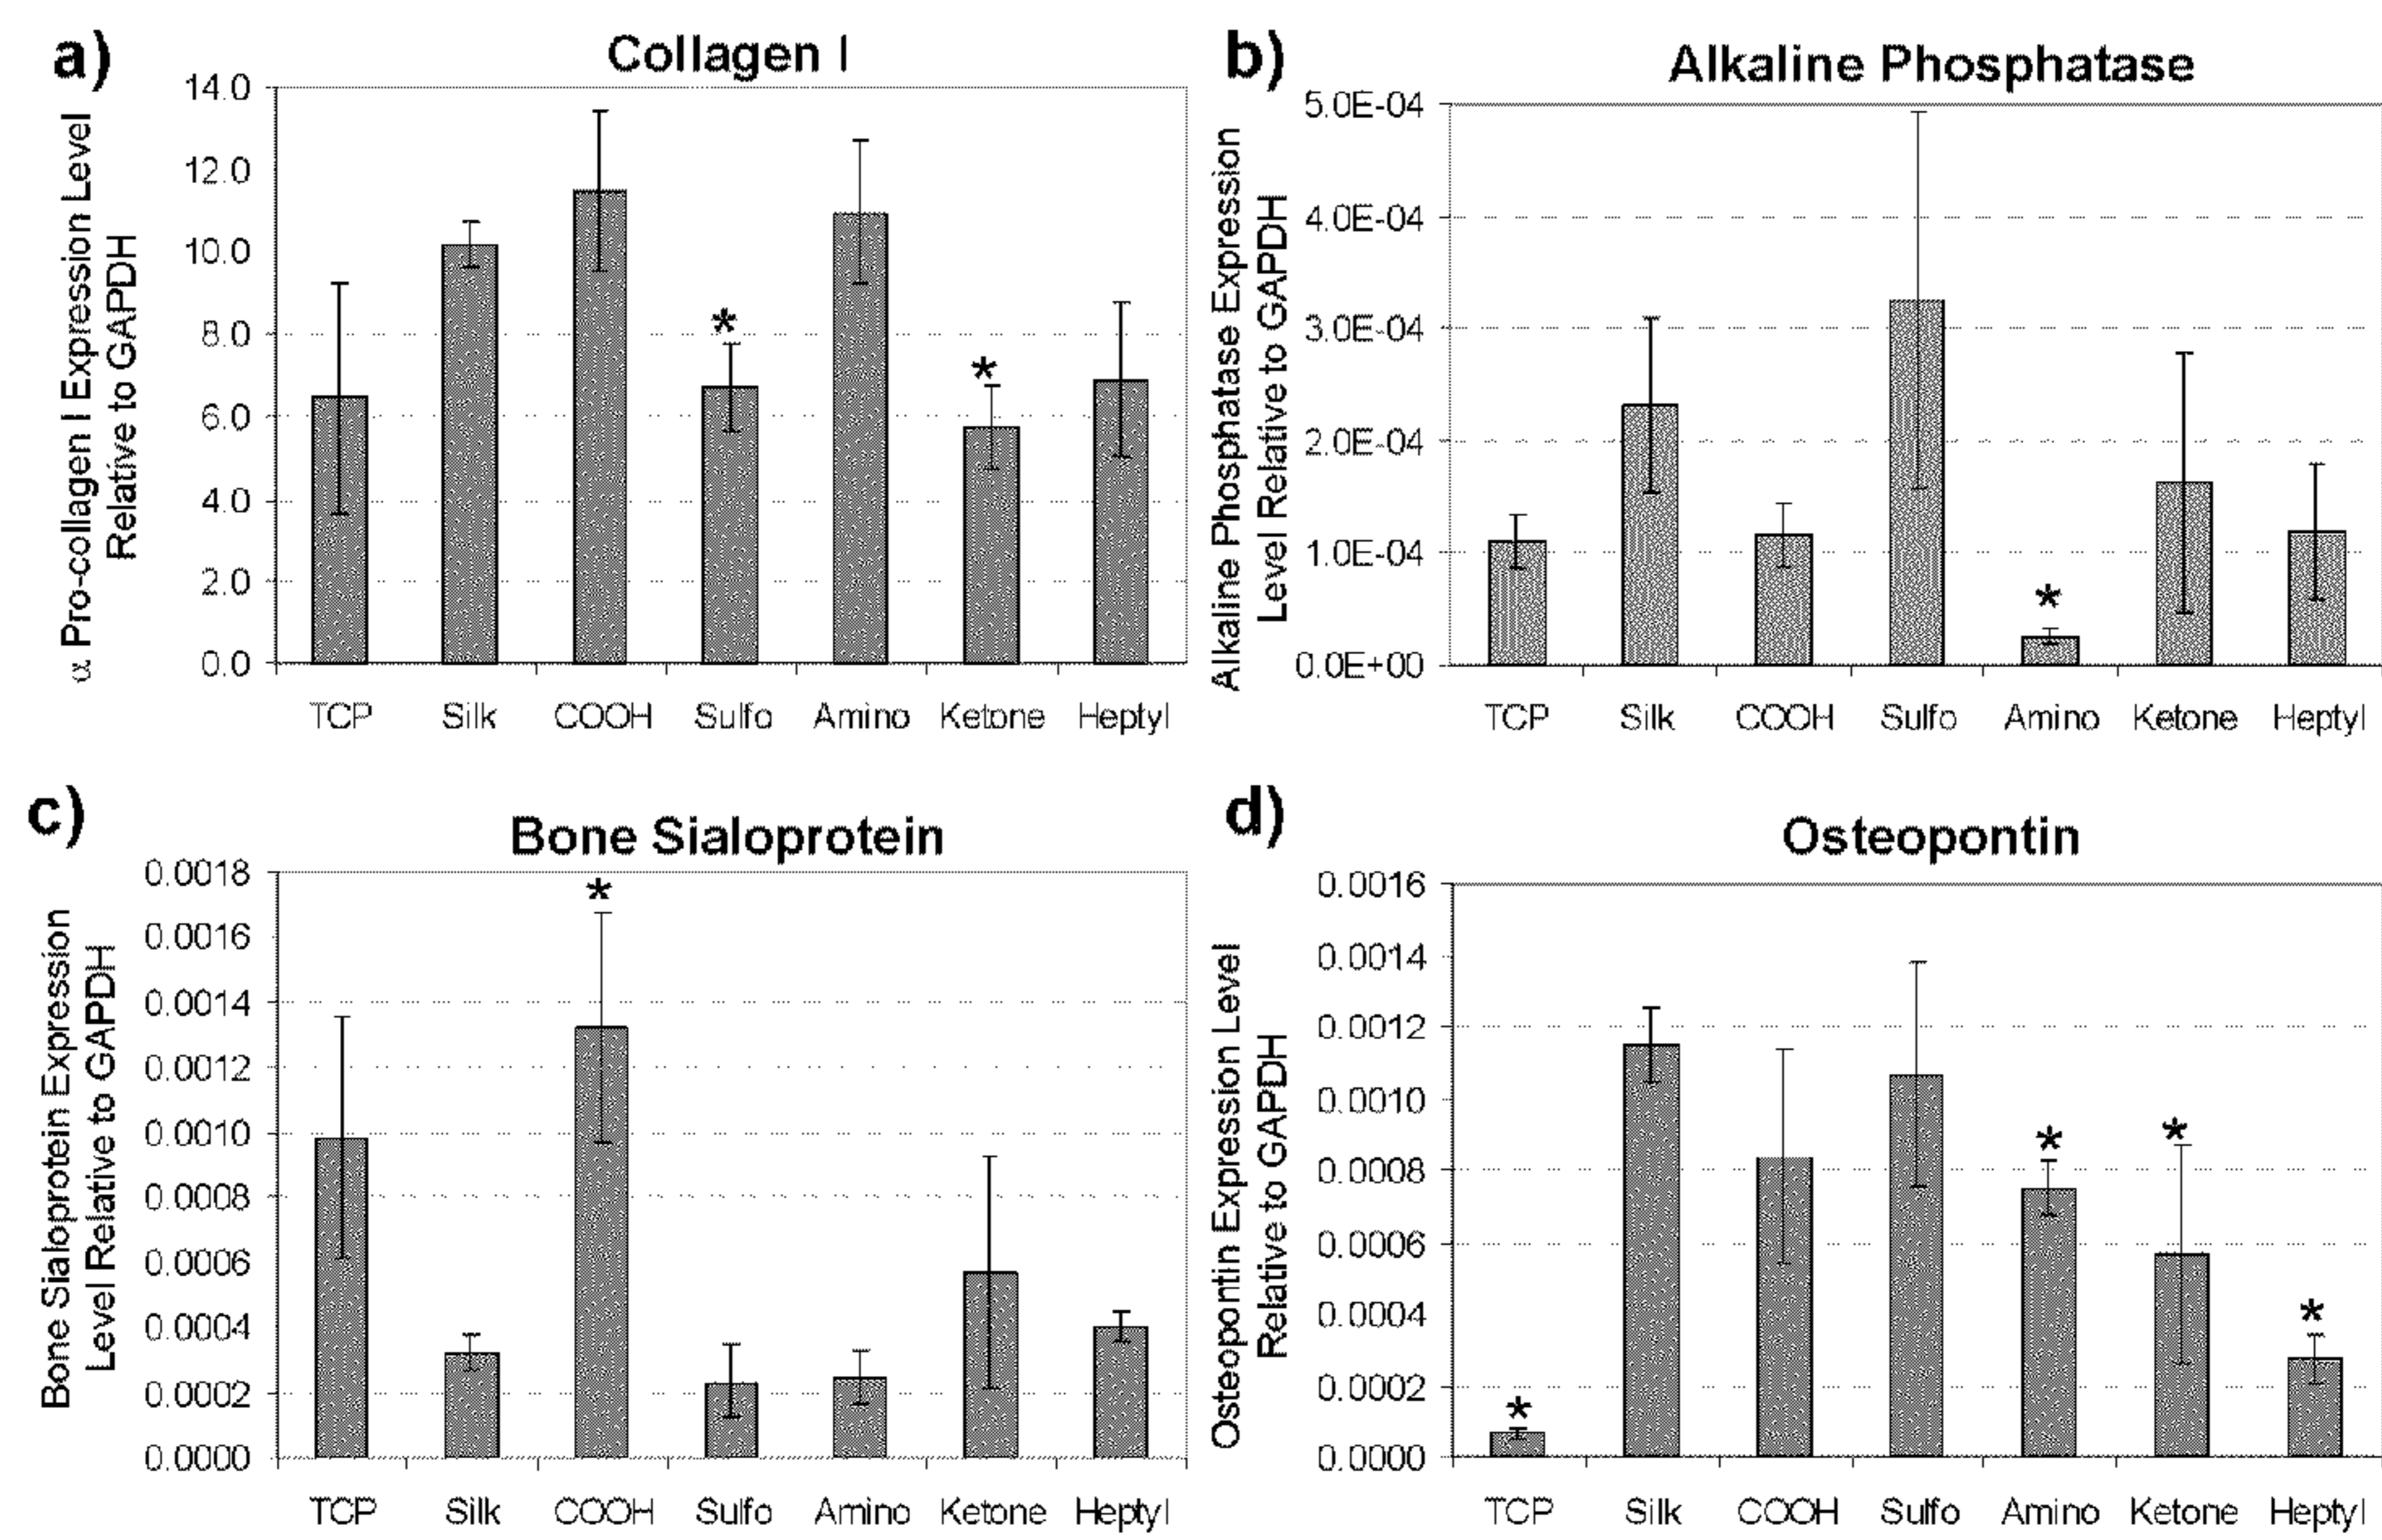 a)
Collagen I
α Pro-collagen I Expression Level
Relative to GAPDH
14.0
12.0
10.0
8.0
6.0
4.0
2.0
0.0
*
*
TCP Silk COOH Sulfo Amino Ketone Heptyl
b)
Alkaline Phosphatase
Alkaline Phosphatase Expression
Level Relative to GAPDH
5.0E-04
4.0E-04
3.0E-04
2.0E-04
1.0E-04
0.0E+00
*
TCP Silk COOH Sulfo Amino Ketone Heptyl
c)
Bone Sialoprotein
Bone Sialoprotein Expression
Level Relative to GAPDH
0.0018
0.0016
0.0014
0.0012
0.0010
0.0008
0.0006
0.0004
0.0002
0.0000
*
TCP Silk COOH Sulfo Amino Ketone Heptyl
d)
Osteopontin
Osteopontin Expression Level
Relative to GAPDH
0.0016
0.0014
0.0012
0.0010
0.0008
0.0006
0.0004
0.0002
0.0000
*
*
*
*
TCP Silk COOH Sulfo Amino Ketone Heptyl